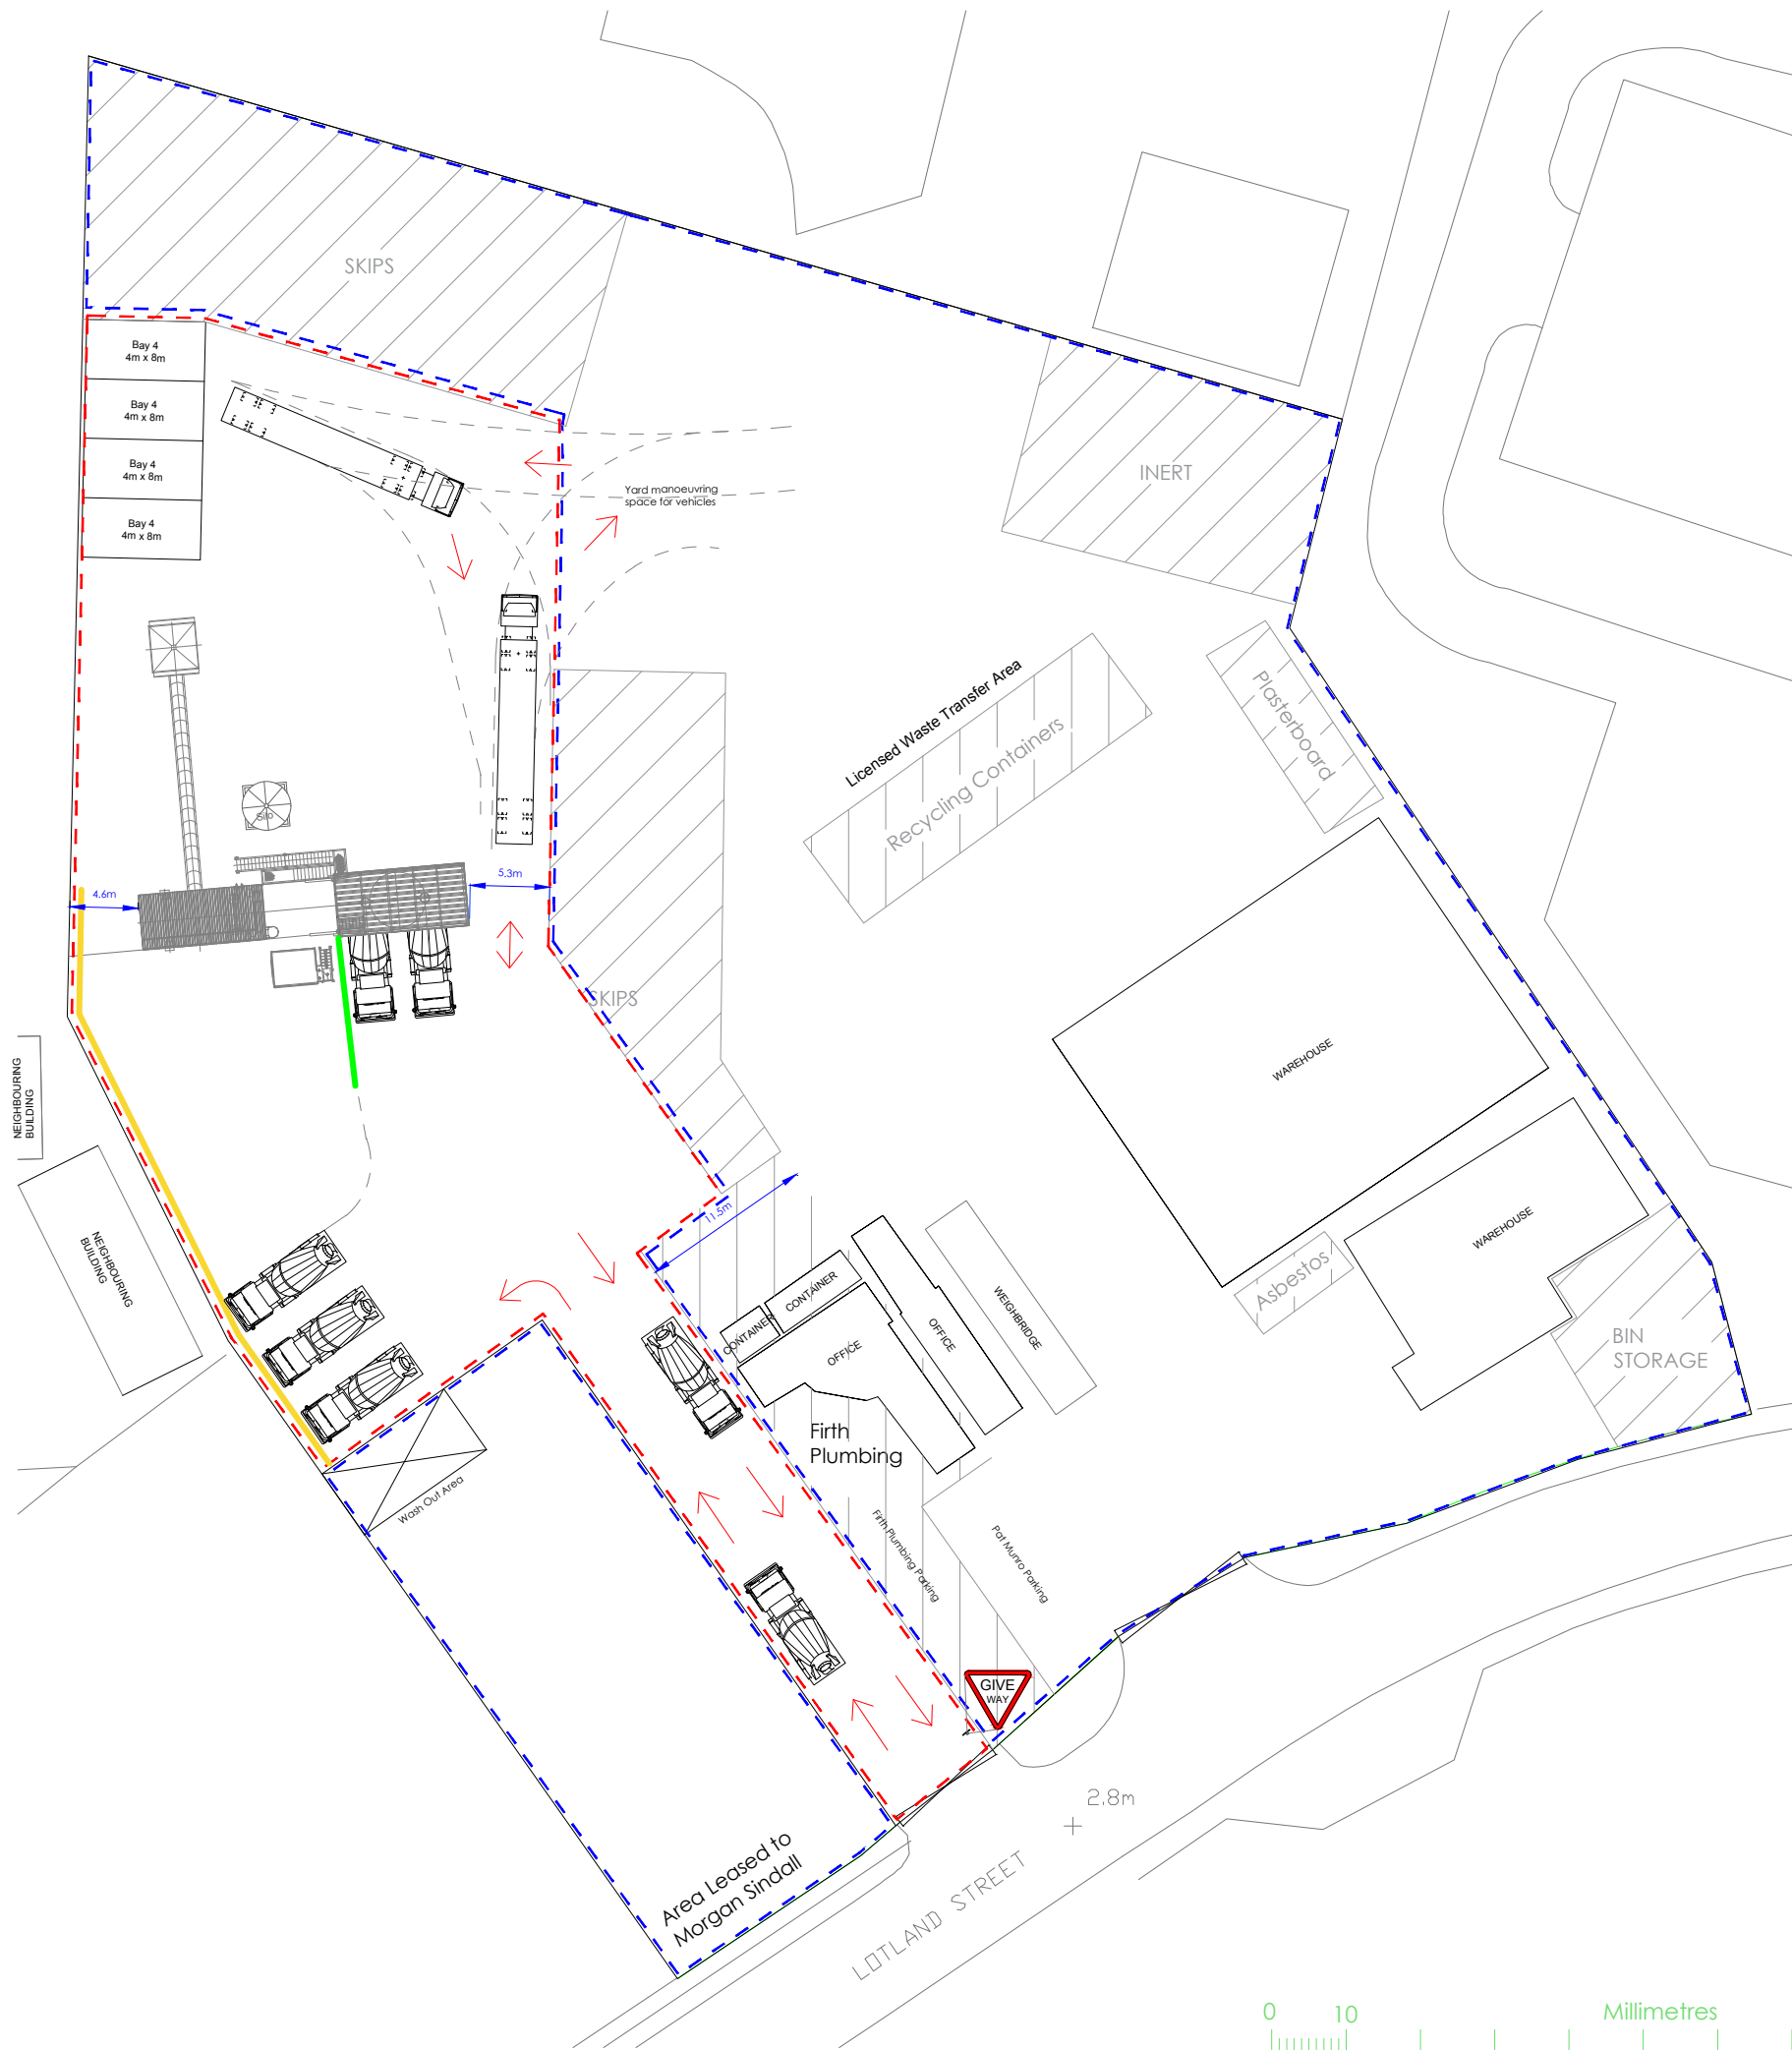 SKIPS
Bay 4
4m x 8m
Bay 4
4m x 8m
Bay 4
4m x 8m
Bay 4
4m x 8m
INERT
Yard manoeuvring
space for vehicles
Licensed Waste Transfer Area
Recycling Containers
Plasterboard
Silo
4.6m
5.3m
SKIPS
NEIGHBOURING
BUILDING
WAREHOUSE
NEIGHBOURING
BUILDING
11.5m
WAREHOUSE
Asbestos
CONTAINER
CONTAINER
OFFICE
OFFICE
WEIGHBRIDGE
BIN
STORAGE
Firth
Plumbing
Wash Out Area
Firth Plumbing Parking
Pat Munro Parking
GIVE
WAY
2.8m
Area Leased to
Morgan Sindall
LOTLAND STREET
0 10 Millimetres